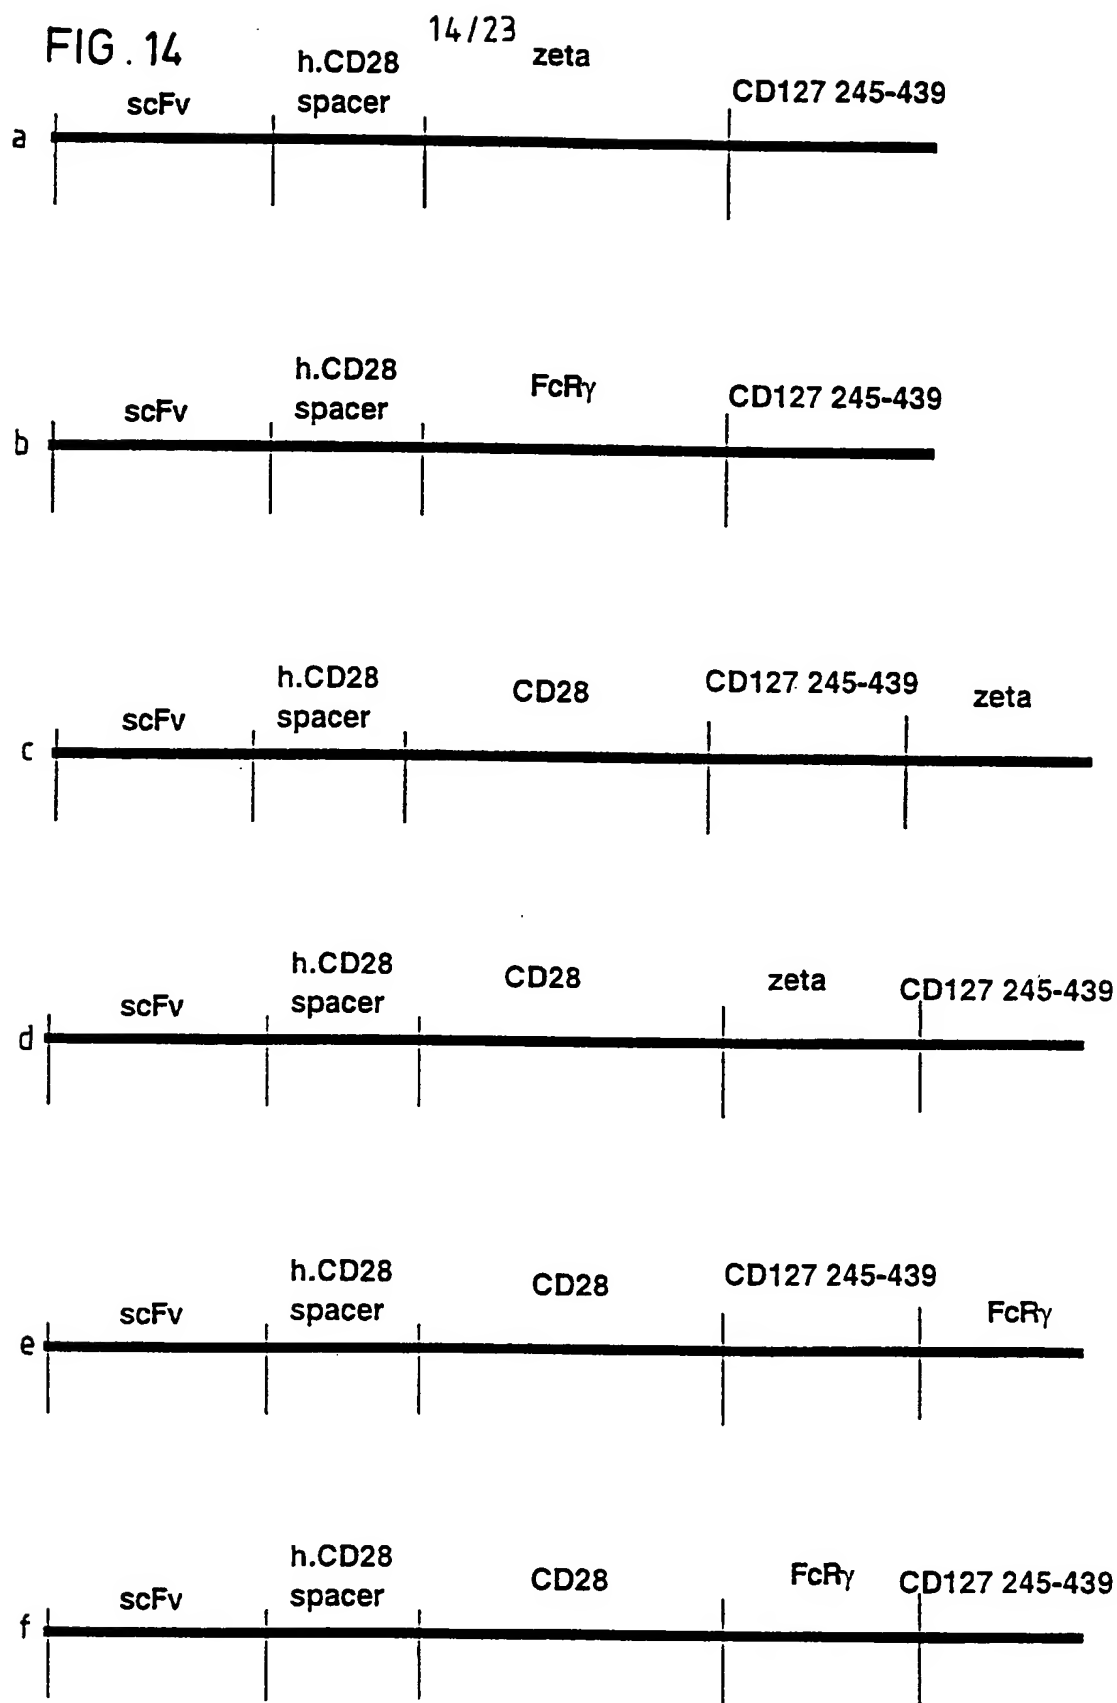 FIG. 14
14/23
a
scFv
h.CD28
spacer
zeta
CD127 245-439
b
scFv
h.CD28
spacer
FcRγ
CD127 245-439
c
scFv
h.CD28
spacer
CD28
CD127 245-439
zeta
d
scFv
h.CD28
spacer
CD28
zeta
CD127 245-439
e
scFv
h.CD28
spacer
CD28
CD127 245-439
FcRγ
f
scFv
h.CD28
spacer
CD28
FcRγ
CD127 245-439